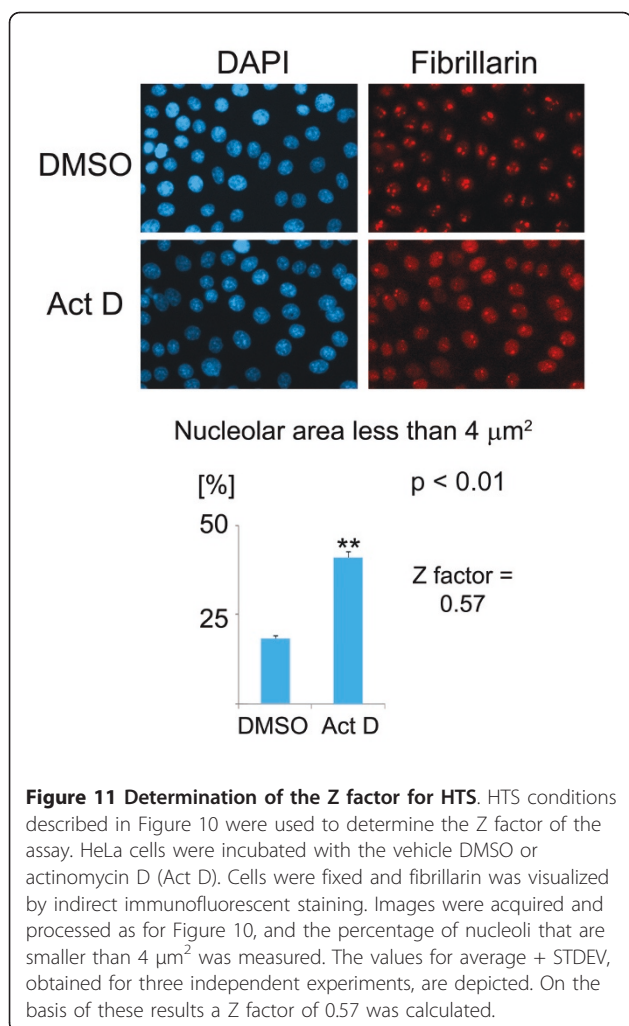 DAPI Fibrillarin
DMSO
Act D
Nucleolar area less than 4 μm²
[%] p < 0.01
50
**
Z factor =
0.57
25
DMSO Act D
Figure 11 Determination of the Z factor for HTS. HTS conditions
described in Figure 10 were used to determine the Z factor of the
assay. HeLa cells were incubated with the vehicle DMSO or
actinomycin D (Act D). Cells were fixed and fibrillarin was visualized
by indirect immunofluorescent staining. Images were acquired and
processed as for Figure 10, and the percentage of nucleoli that are
smaller than 4 μm² was measured. The values for average + STDEV,
obtained for three independent experiments, are depicted. On the
basis of these results a Z factor of 0.57 was calculated.